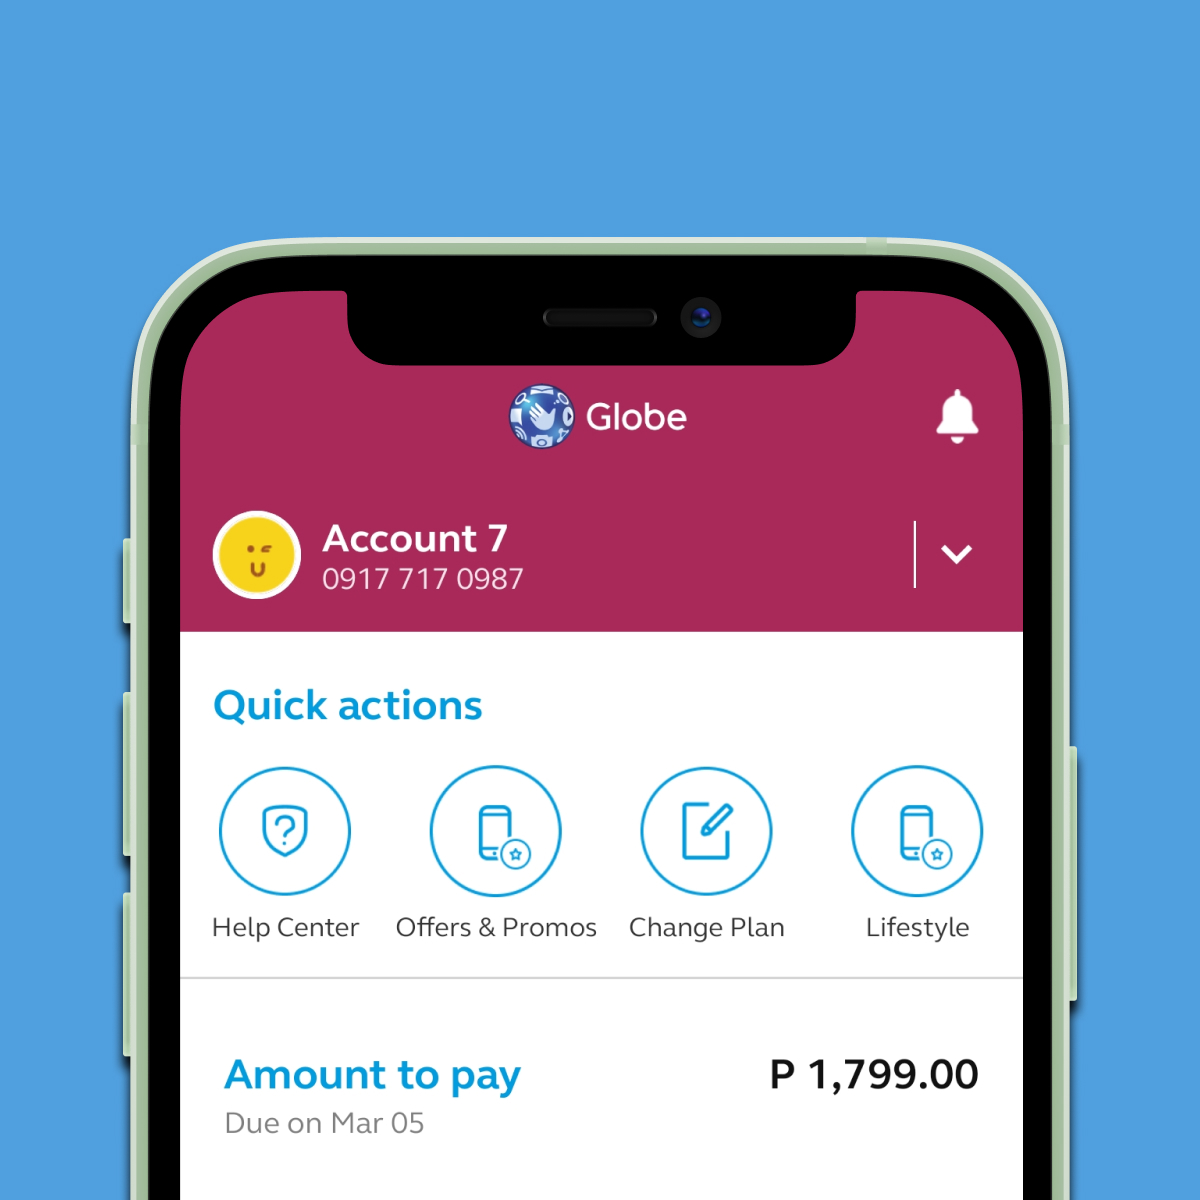 Globe
Account 7
0917 717 0987
Quick actions
Help Center
Offers & Promos
Change Plan
Lifestyle
Amount to pay
P 1,799.00
Due on Mar 05